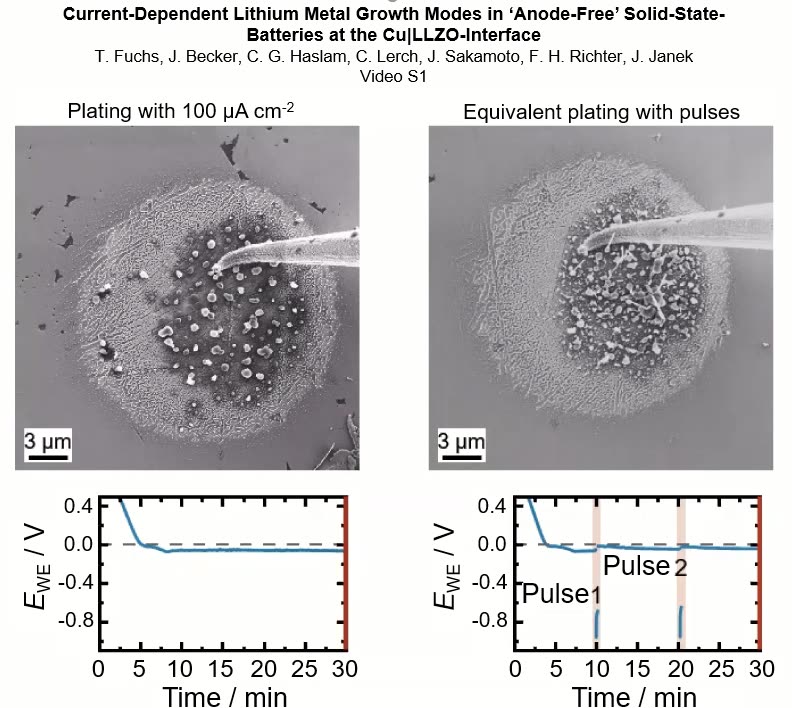 Current-Dependent Lithium Metal Growth Modes in ‘Anode-Free’ Solid-State-
Batteries at the Cu|LLZO-Interface
T. Fuchs, J. Becker, C. G. Haslam, C. Lerch, J. Sakamoto, F. H. Richter, J. Janek
Video S1
Plating with 100 µA cm⁻²
Equivalent plating with pulses
3 µm
3 µm
0.4
0.0
-0.4
-0.8
E_WE / V
0 5 10 15 20 25 30
Time / min
0.4
0.0
-0.4
-0.8
E_WE / V
Pulse 2
Pulse1
0 5 10 15 20 25 30
Time / min